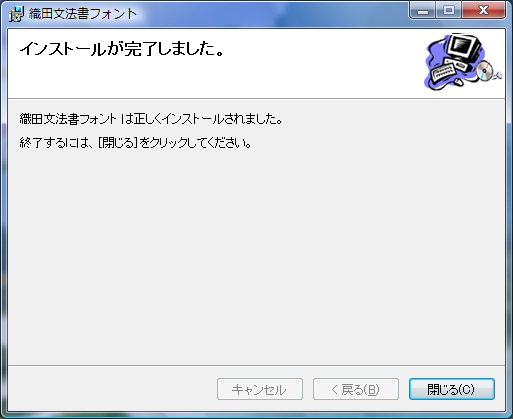 織田文法書フォント
インストールが完了しました。
織田文法書フォント は正しくインストールされました。
終了するには、[閉じる]をクリックしてください。
キャンセル
< 戻る(B)
閉じる(C)